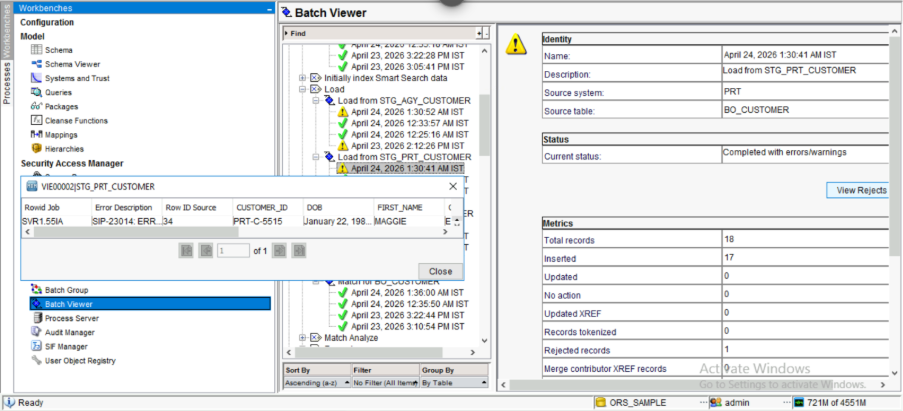 Workbenches
Configuration
Model
Schema
Schema Viewer
Systems and Trust
Queries
Packages
Cleanse Functions
Mappings
Hierarchies
Security Access Manager
Batch Group
Batch Viewer
Process Server
Audit Manager
SIF Manager
User Object Registry
Workbenches
Processes
Batch Viewer
Find
April 23, 2026 3:22:28 PM IST
April 23, 2026 3:05:41 PM IST
Initially index Smart Search data
Load
Load from STG_AGY_CUSTOMER
April 24, 2026 1:30:52 AM IST
April 24, 2026 12:33:57 AM IST
April 24, 2026 12:25:16 AM IST
April 23, 2026 2:12:26 PM IST
Load from STG_PRT_CUSTOMER
April 24, 2026 1:30:41 AM IST
Match for BO_CUSTOMER
April 24, 2026 1:36:00 AM IST
April 24, 2026 12:35:50 AM IST
April 23, 2026 3:22:44 PM IST
April 23, 2026 3:10:54 PM IST
Match Analyze
Sort By Filter Group By
Ascending (a-z) No Filter (All Items) By Table
VIE00002|STG_PRT_CUSTOMER
Rowid Job Error Description Row ID Source CUSTOMER_ID DOB FIRST_NAME
SVR1.55IA SIP-23014: ERR... 34 PRT-C-5515 January 22, 198... MAGGIE
1 of 1
Close
Identity
Name: April 24, 2026 1:30:41 AM IST
Description: Load from STG_PRT_CUSTOMER
Source system: PRT
Source table: BO_CUSTOMER
Status
Current status: Completed with errors/warnings
View Rejects
Metrics
Total records 18
Inserted 17
Updated 0
No action 0
Updated XREF 0
Records tokenized 0
Rejected records 1
Merge contributor XREF records 0
Activate Windows
Go to Settings to activate Windows.
Ready
ORS_SAMPLE
admin
721M of 4551M